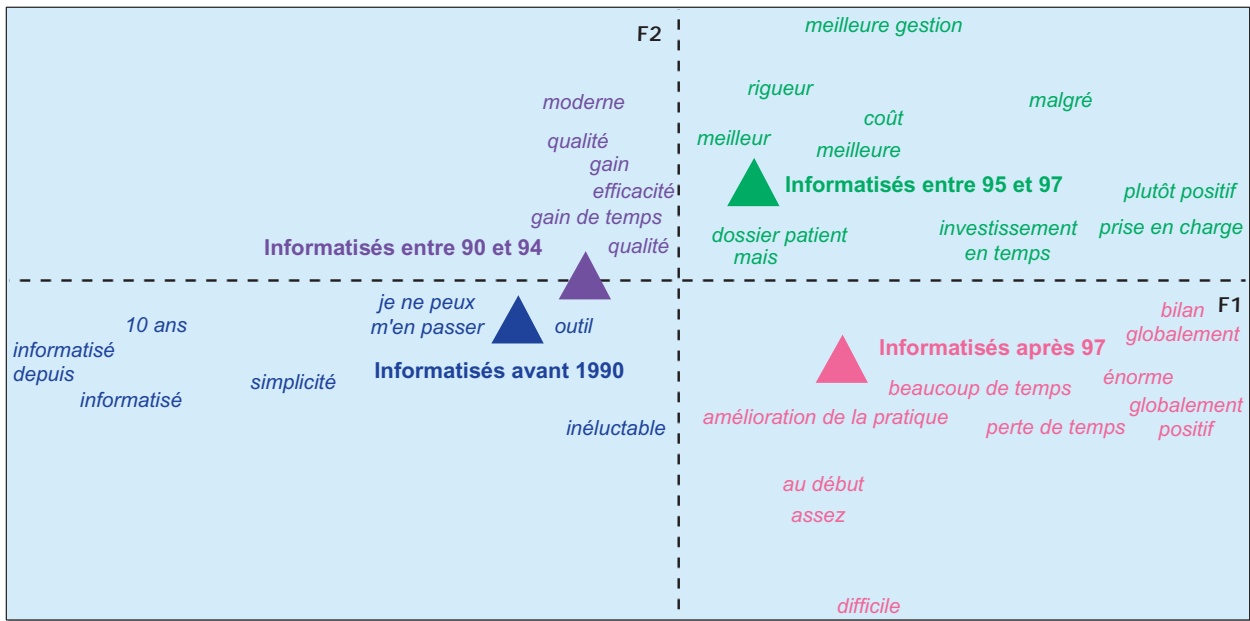 meilleure gestion
F2
rigueur
moderne
malgré
coût
qualité
meilleur
meilleure
gain
efficacité
Informatisés entre 95 et 97
plutôt positif
gain de temps
investissement
en temps
prise en charge
dossier patient
mais
Informatisés entre 90 et 94
qualité
je ne peux
m'en passer
outil
10 ans
informatisé
depuis
informatisé
simplicité
Informatisés avant 1990
inéluctable
bilan
globalement
F1
Informatisés après 97
énorme
beaucoup de temps
globalement
positif
amélioration de la pratique
perte de temps
au début
assez
difficile